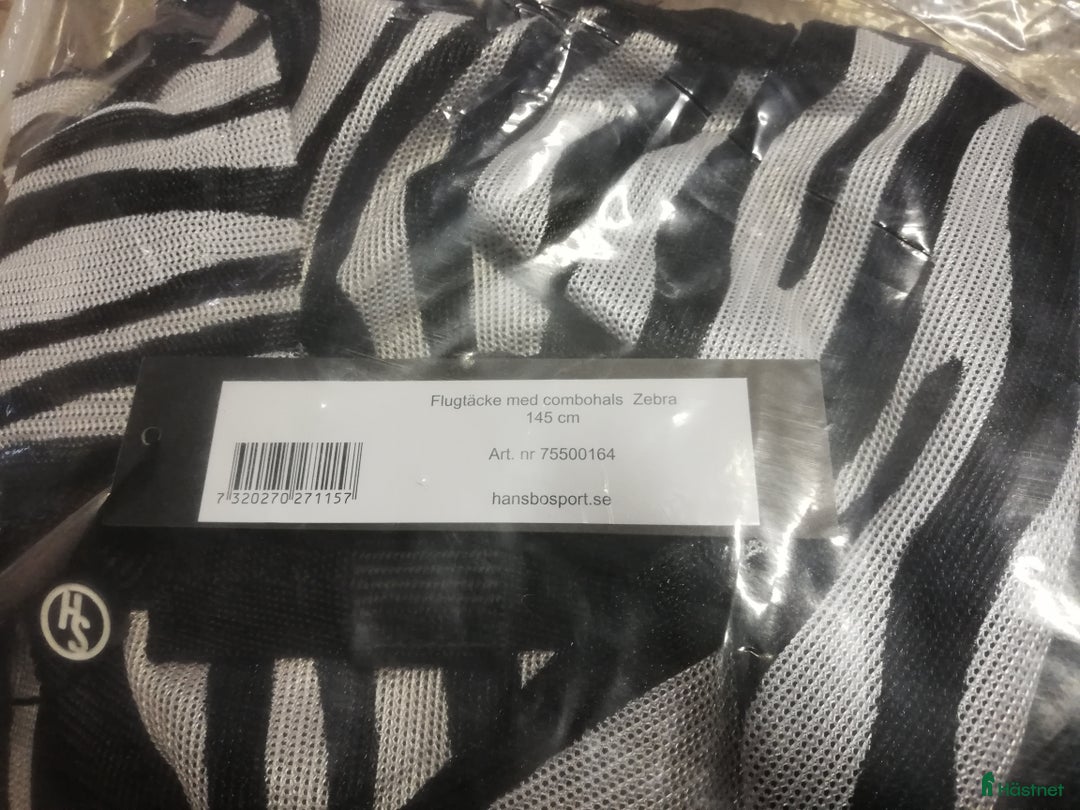 Flugtäcke med combohals Zebra
145 cm
Art. nr 75500164
7 320270 271157
hansbosport.se
HS
Hästnet